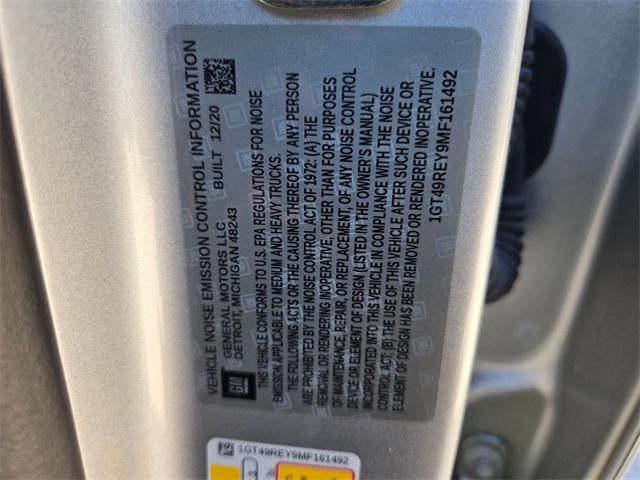 VEHICLE NOISE EMISSION CONTROL INFORMATION
GENERAL MOTORS LLC BUILT 12/20
DETROIT, MICHIGAN 48243
GM
THIS VEHICLE CONFORMS TO U.S. EPA REGULATIONS FOR NOISE
EMISSION APPLICABLE TO MEDIUM AND HEAVY TRUCKS.
THE FOLLOWING ACTS OR THE CAUSING THEREOF BY ANY PERSON
ARE PROHIBITED BY THE NOISE CONTROL ACT OF 1972: (A) THE
REMOVAL OR RENDERING INOPERATIVE, OTHER THAN FOR PURPOSES
OF MAINTENANCE, REPAIR, OR REPLACEMENT, OF ANY NOISE CONTROL
DEVICE OR ELEMENT OF DESIGN (LISTED IN THE OWNER'S MANUAL)
INCORPORATED INTO THIS VEHICLE IN COMPLIANCE WITH THE NOISE
CONTROL ACT; (B) THE USE OF THIS VEHICLE AFTER SUCH DEVICE OR
ELEMENT OF DESIGN HAS BEEN REMOVED OR RENDERED INOPERATIVE.
1GT49REY9MF161492
1GT49REY9MF161492